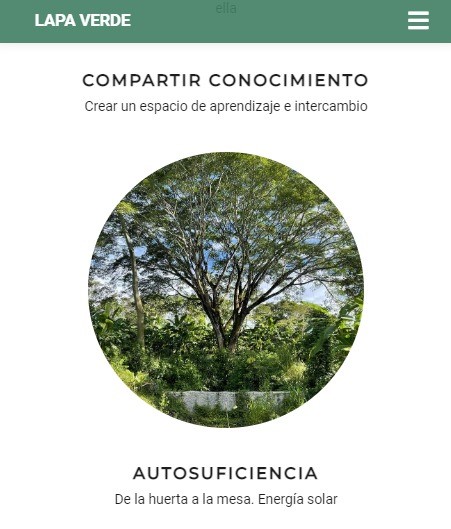 ella
LAPA VERDE
COMPARTIR CONOCIMIENTO
Crear un espacio de aprendizaje e intercambio
AUTOSUFICIENCIA
De la huerta a la mesa. Energía solar